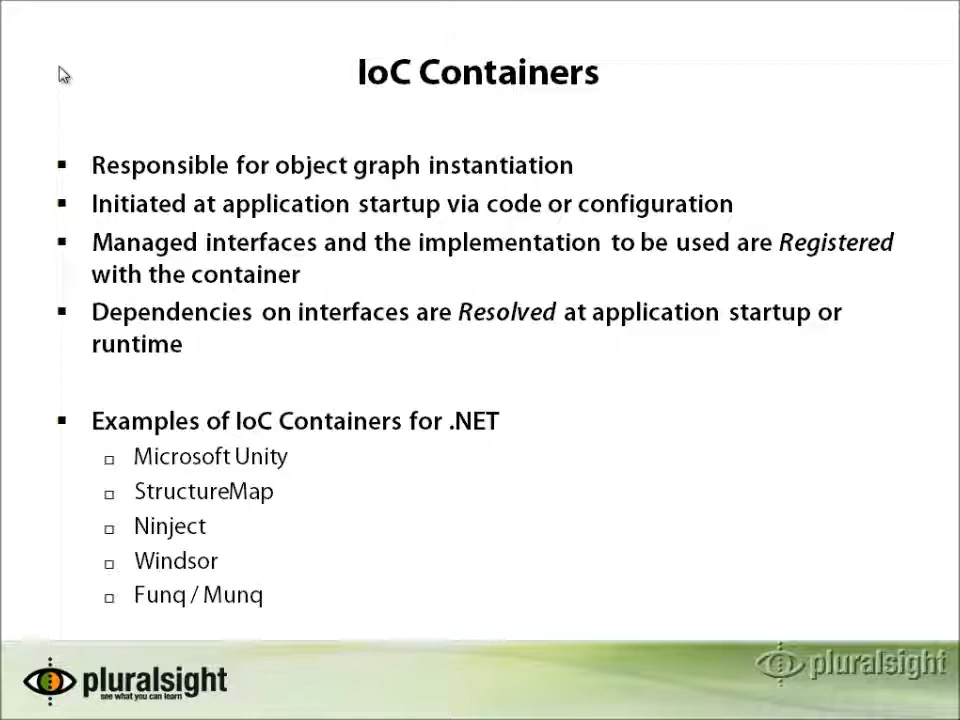 IoC Containers
▪ Responsible for object graph instantiation
▪ Initiated at application startup via code or configuration
▪ Managed interfaces and the implementation to be used are Registered
with the container
▪ Dependencies on interfaces are Resolved at application startup or
runtime
▪ Examples of IoC Containers for .NET
▫ Microsoft Unity
▫ StructureMap
▫ Ninject
▫ Windsor
▫ Funq / Munq
pluralsight
see what you can learn
pluralsight